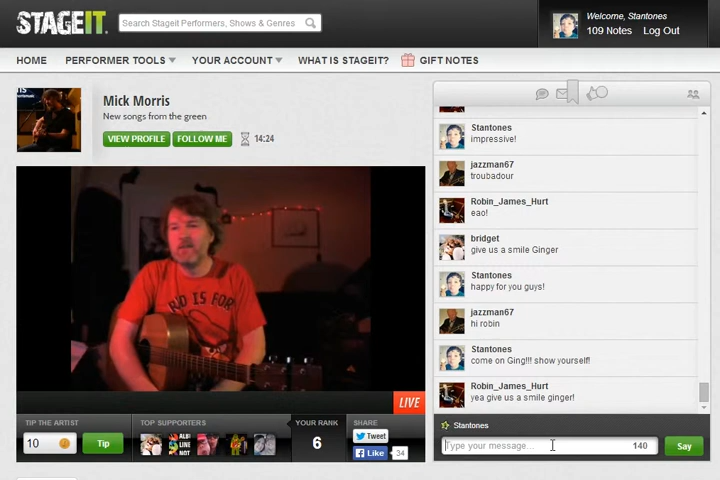 STAGEIT.
Search Stageit Performers, Shows & Genres
Welcome, Stantones
109 Notes Log Out
HOME PERFORMER TOOLS YOUR ACCOUNT WHAT IS STAGEIT? GIFT NOTES
Mick Morris
New songs from the green
VIEW PROFILE FOLLOW ME 14:24
RED IS FOR
LIVE
TIP THE ARTIST
10 Tip
TOP SUPPORTERS
YOUR RANK
6
SHARE
Tweet
Like 34
Stantones
impressive!
jazzman67
troubadour
Robin_James_Hurt
eao!
bridget
give us a smile Ginger
Stantones
happy for you guys!
jazzman67
hi robin
Stantones
come on Ging!!! show yourself!
Robin_James_Hurt
yea give us a smile ginger!
Stantones
Type your message... 140 Say